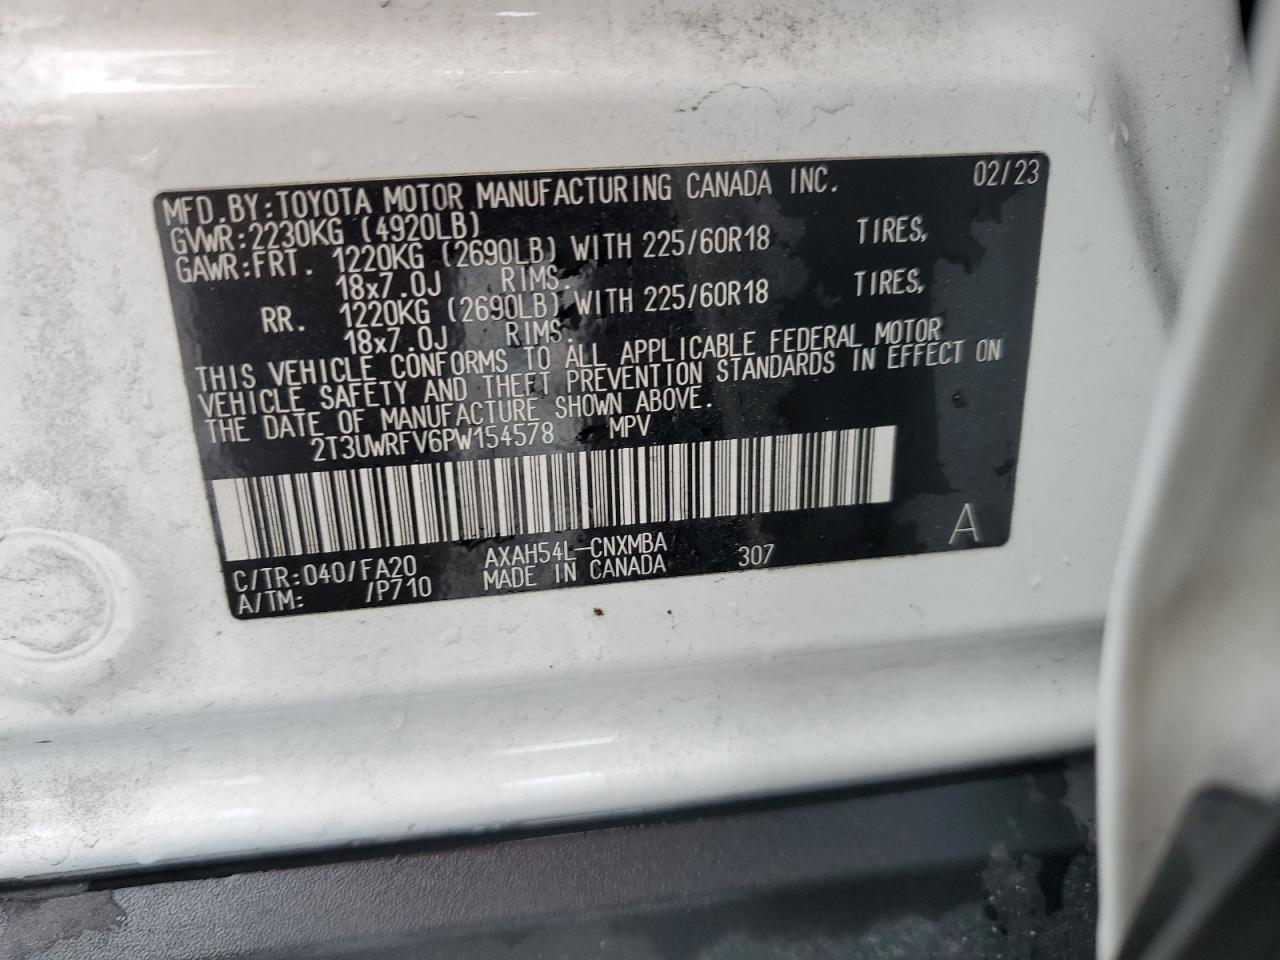 MFD.BY:TOYOTA MOTOR MANUFACTURING CANADA INC. 02/23
GVWR:2230KG (4920LB)
GAWR:FRT. 1220KG (2690LB) WITH 225/60R18 TIRES,
18x7.0J RIMS.
RR. 1220KG (2690LB) WITH 225/60R18 TIRES,
18x7.0J RIMS.
THIS VEHICLE CONFORMS TO ALL APPLICABLE FEDERAL MOTOR
VEHICLE SAFETY AND THEFT PREVENTION STANDARDS IN EFFECT ON
THE DATE OF MANUFACTURE SHOWN ABOVE.
2T3UWRFV6PW154578 MPV
C/TR:040/FA20 AXAH54L-CNXMBA 307 A
A/TM: /P710 MADE IN CANADA